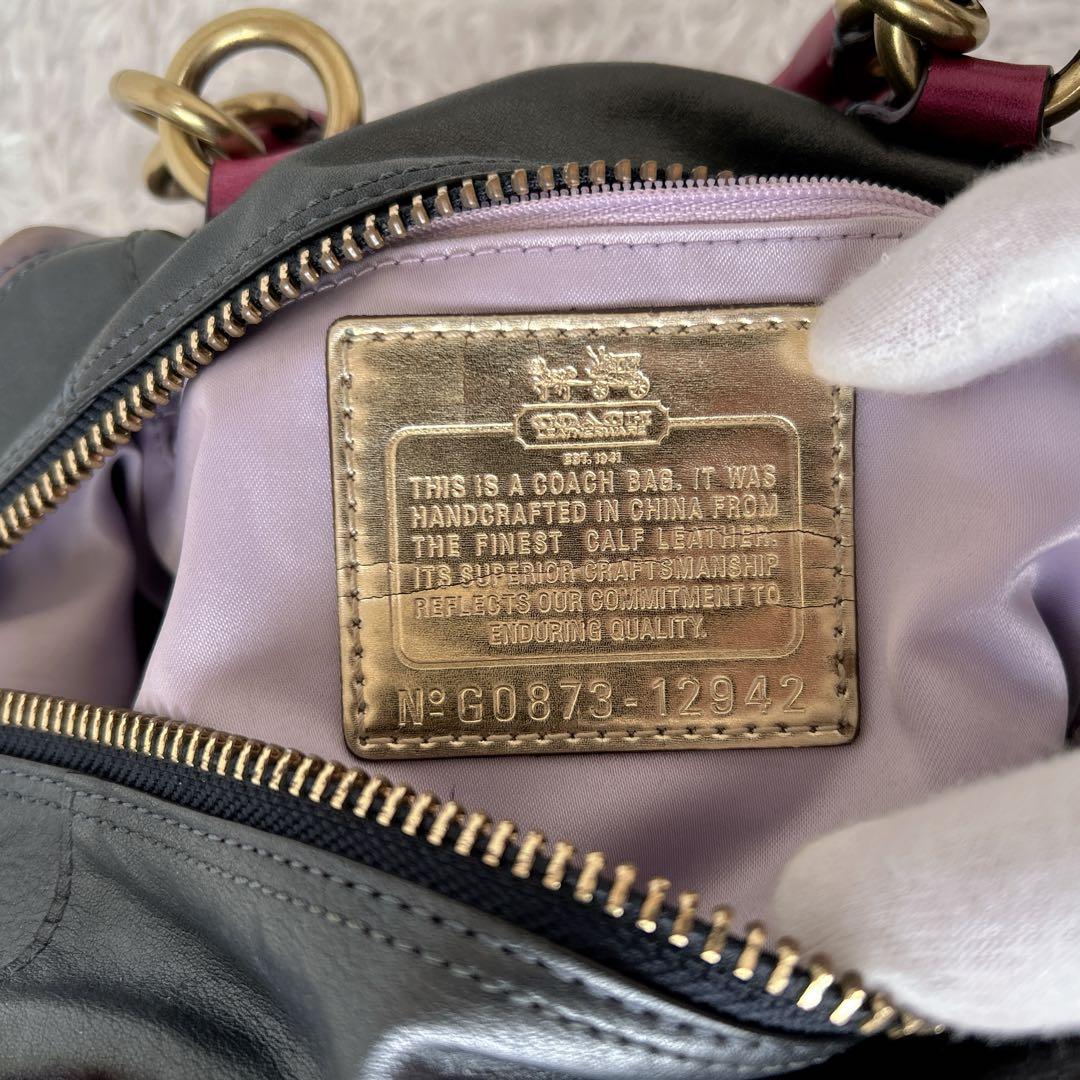 COACH
LEATHERWARE
EST. 1941
THIS IS A COACH BAG. IT WAS
HANDCRAFTED IN CHINA FROM
THE FINEST CALF LEATHER.
ITS SUPERIOR CRAFTSMANSHIP
REFLECTS OUR COMMITMENT TO
ENDURING QUALITY.
Nº G0873-12942